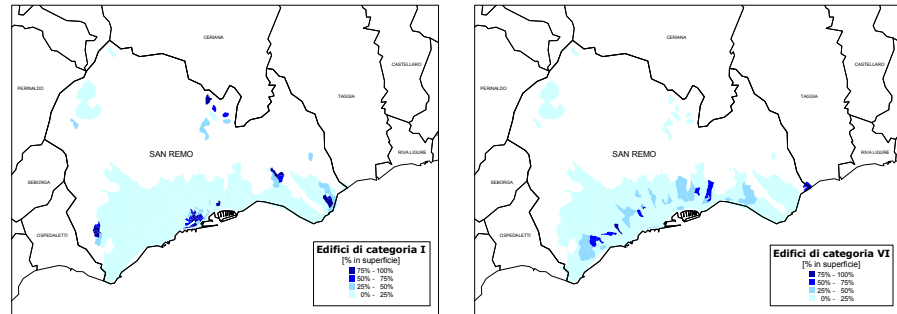 CERIANA
CASTELLARO
PERINALDO
TAGGIA
SAN REMO
RIVA LIGURE
SEBORGA
OSPEDALETTI
Edifici di categoria I
[% in superficie]
75% - 100%
50% - 75%
25% - 50%
0% - 25%
CERIANA
CASTELLARO
PERINALDO
TAGGIA
SAN REMO
RIVA LIGURE
SEBORGA
OSPEDALETTI
Edifici di categoria VI
[% in superficie]
75% - 100%
50% - 75%
25% - 50%
0% - 25%